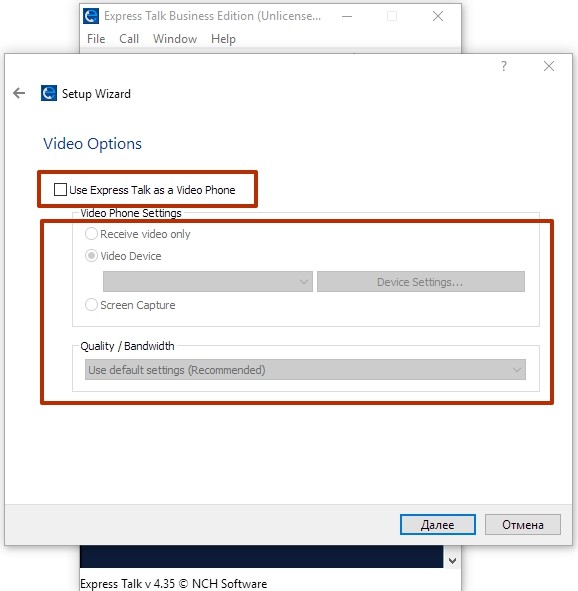 Express Talk Business Edition (Unlicense...
File Call Window Help
?
Setup Wizard
Video Options
Use Express Talk as a Video Phone
Video Phone Settings
Receive video only
Video Device
Device Settings...
Screen Capture
Quality / Bandwidth
Use default settings (Recommended)
Далее Отмена
Express Talk v 4.35 © NCH Software